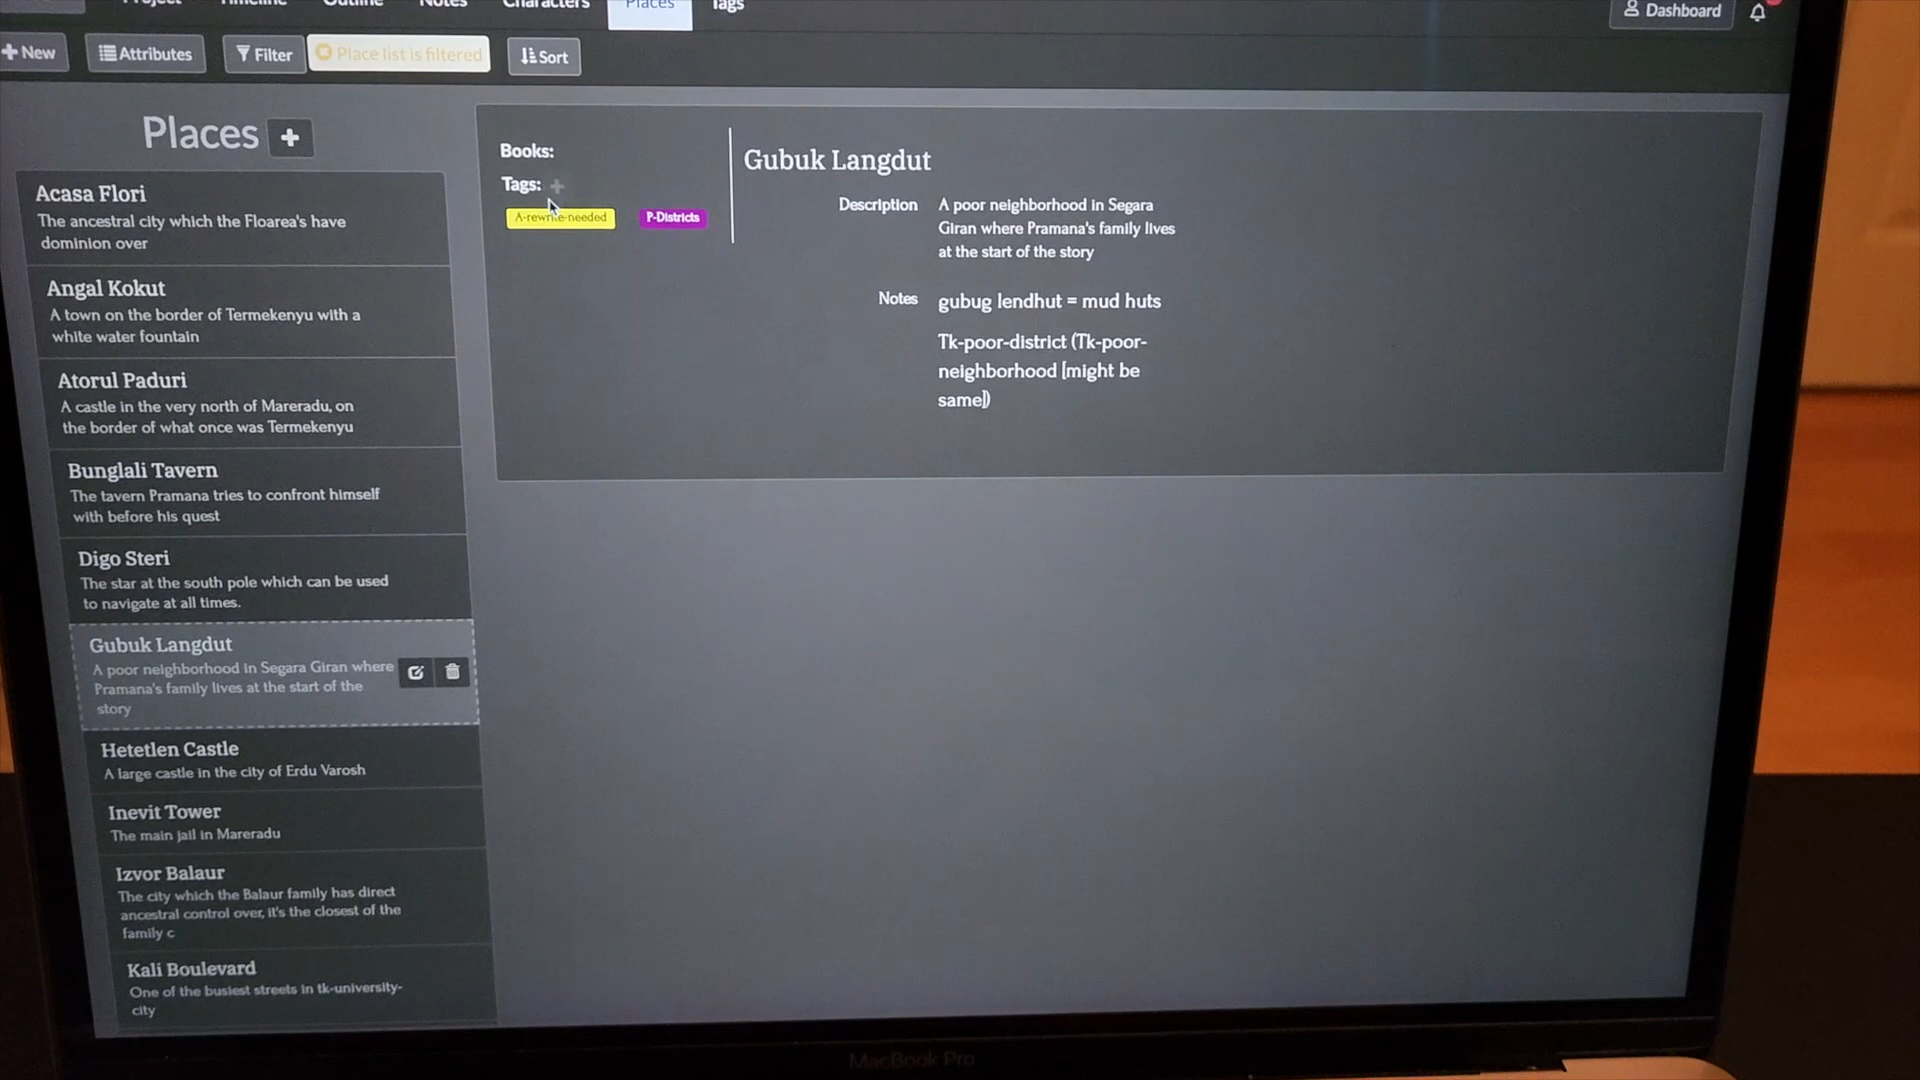 Project Timeline Outline Notes Characters Places Tags
Dashboard
New Attributes Filter Place list is filtered Sort
Places
Acasa Flori
The ancestral city which the Floarea's have
dominion over
Angal Kokut
A town on the border of Termekenyu with a
white water fountain
Atorul Paduri
A castle in the very north of Mareradu, on
the border of what once was Termekenyu
Bunglali Tavern
The tavern Pramana tries to confront himself
with before his quest
Digo Steri
The star at the south pole which can be used
to navigate at all times.
Gubuk Langdut
A poor neighborhood in Segara Giran where
Pramana's family lives at the start of the
story
Hetetlen Castle
A large castle in the city of Erdu Varosh
Inevit Tower
The main jail in Mareradu
Izvor Balaur
The city which the Balaur family has direct
ancestral control over, it's the closest of the
family c
Kali Boulevard
One of the busiest streets in tk-university-
city
Books:
Tags:
A-rewrite-needed P-Districts
Gubuk Langdut
Description A poor neighborhood in Segara
Giran where Pramana's family lives
at the start of the story
Notes gubug lendhut = mud huts
Tk-poor-district (Tk-poor-
neighborhood [might be
same])
MacBook Pro